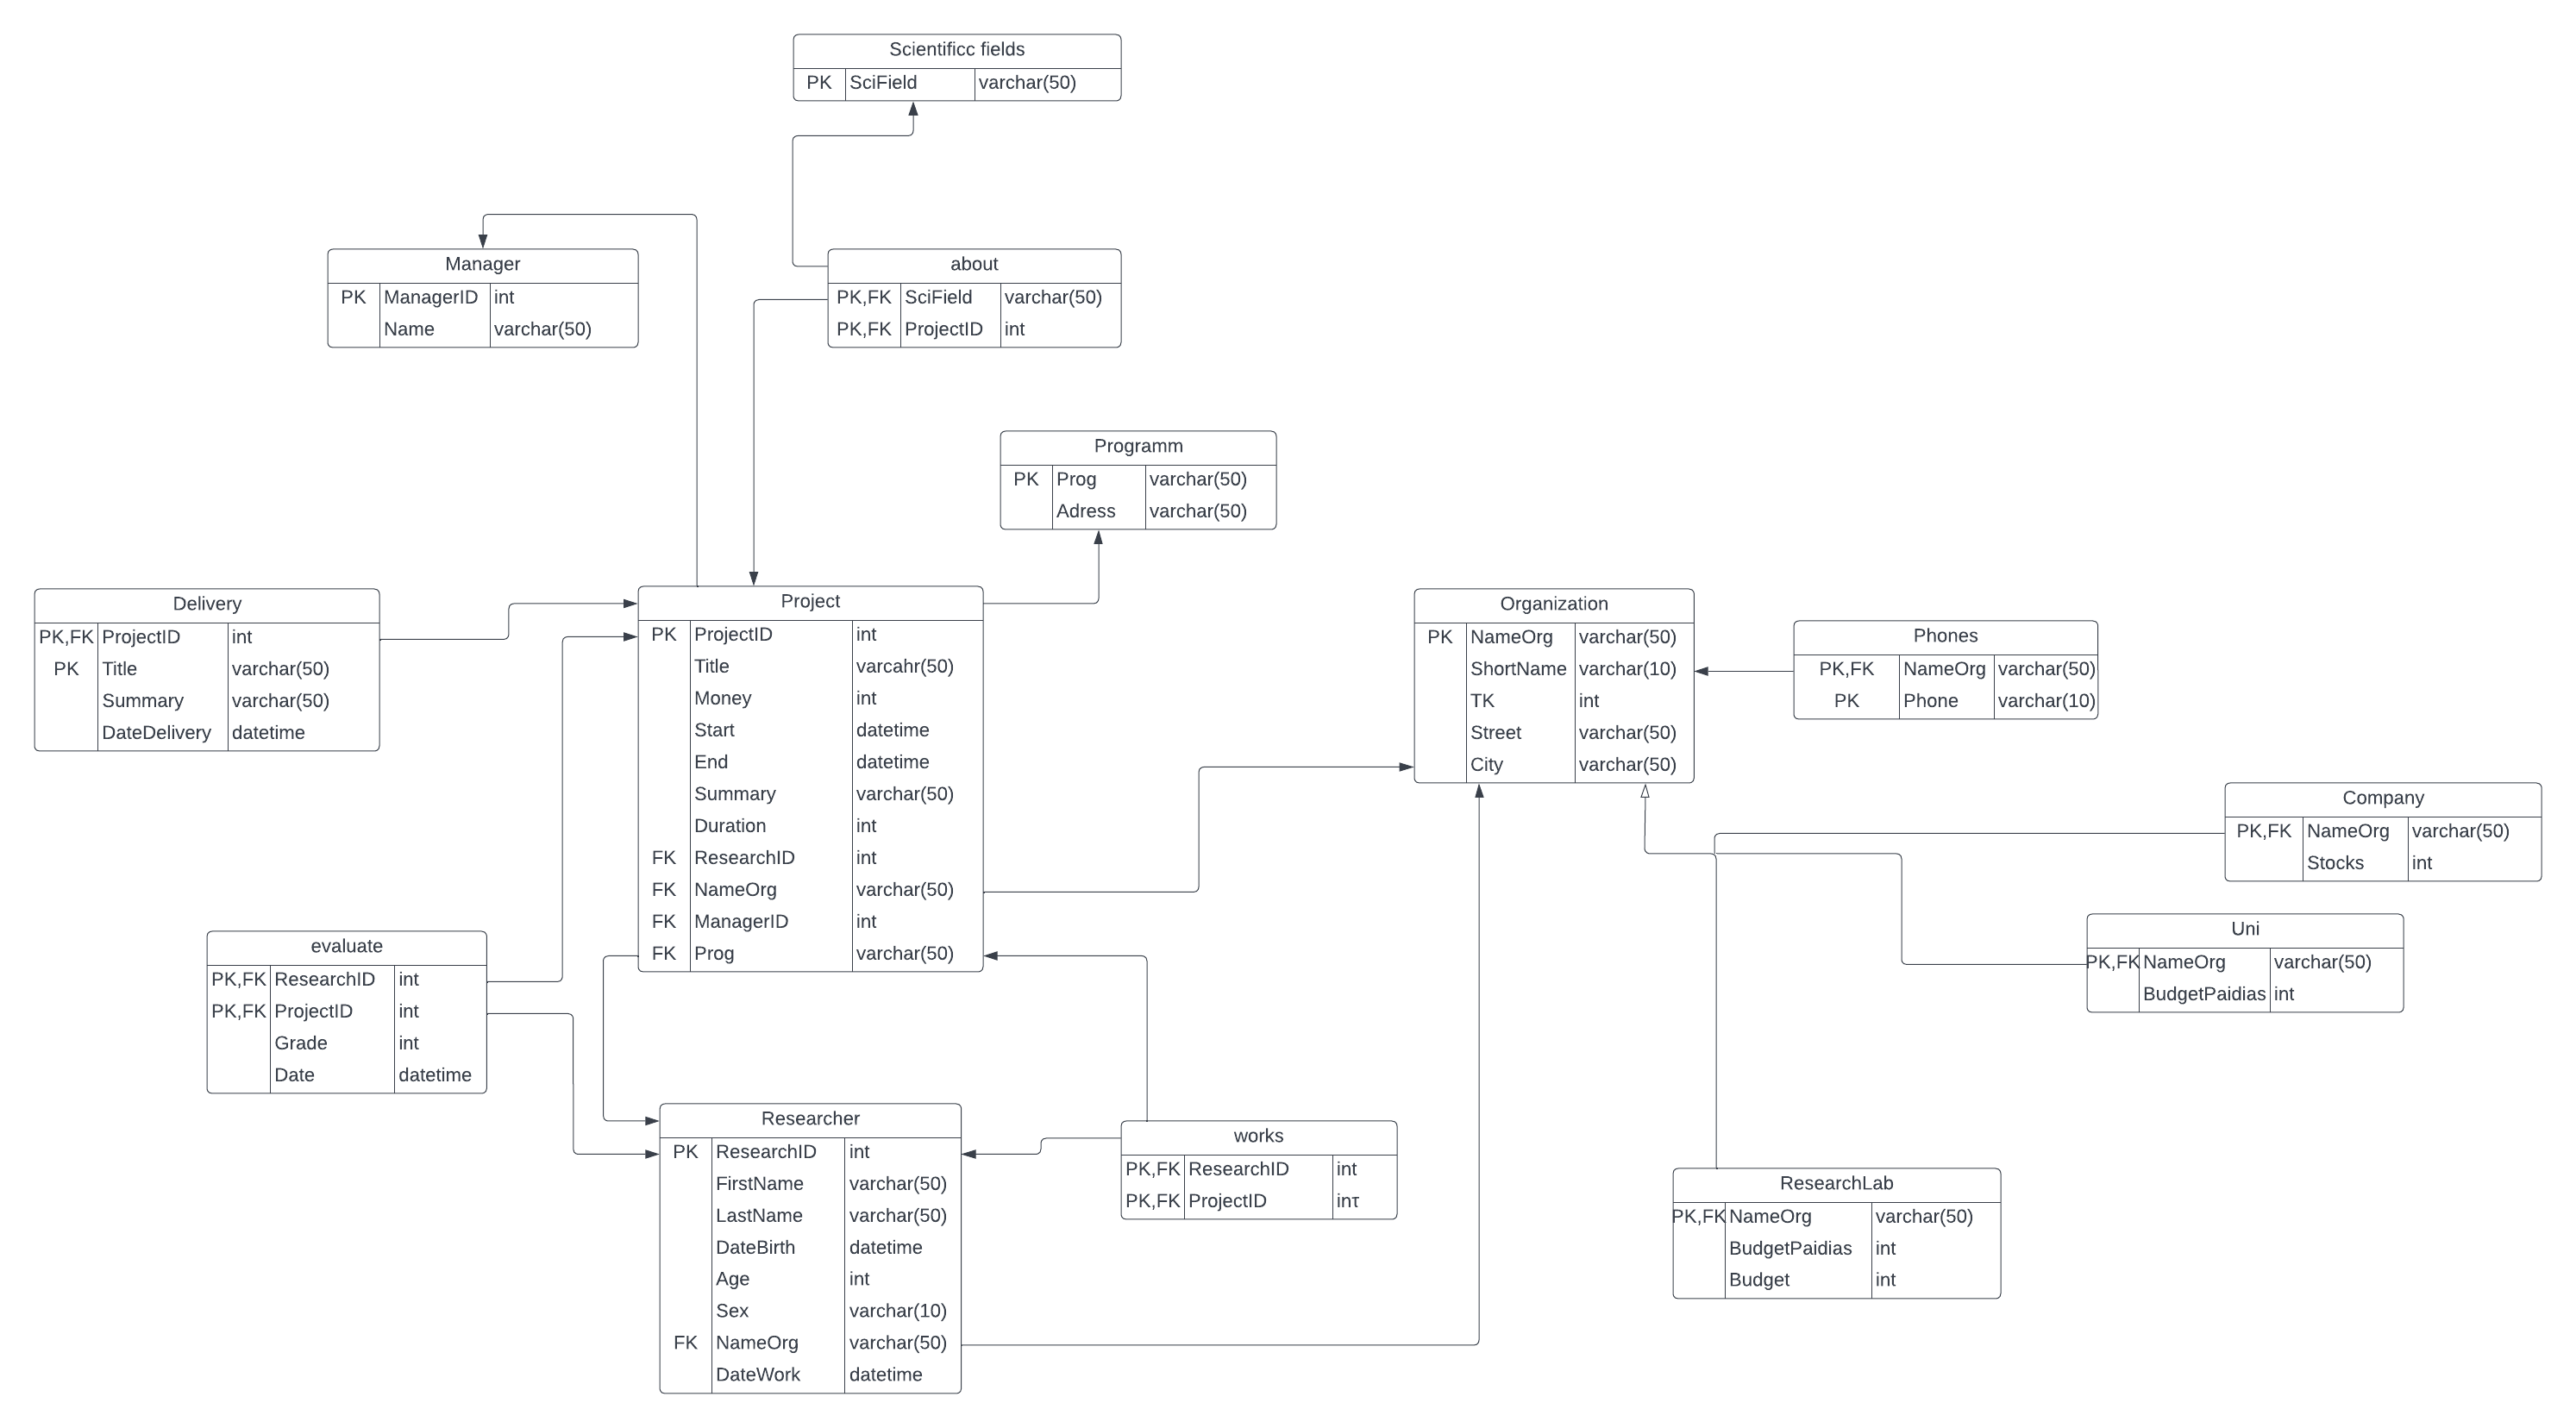 Scientificc fields
PK SciField varchar(50)
Manager
PK ManagerID int
Name varchar(50)
about
PK,FK SciField varchar(50)
PK,FK ProjectID int
Programm
PK Prog varchar(50)
Adress varchar(50)
Delivery
PK,FK ProjectID int
PK Title varchar(50)
Summary varchar(50)
DateDelivery datetime
Project
PK ProjectID int
Title varcahr(50)
Money int
Start datetime
End datetime
Summary varchar(50)
Duration int
FK ResearchID int
FK NameOrg varchar(50)
FK ManagerID int
FK Prog varchar(50)
Organization
PK NameOrg varchar(50)
ShortName varchar(10)
TK int
Street varchar(50)
City varchar(50)
Phones
PK,FK NameOrg varchar(50)
PK Phone varchar(10)
Company
PK,FK NameOrg varchar(50)
Stocks int
Uni
PK,FK NameOrg varchar(50)
BudgetPaidias int
evaluate
PK,FK ResearchID int
PK,FK ProjectID int
Grade int
Date datetime
Researcher
PK ResearchID int
FirstName varchar(50)
LastName varchar(50)
DateBirth datetime
Age int
Sex varchar(10)
FK NameOrg varchar(50)
DateWork datetime
works
PK,FK ResearchID int
PK,FK ProjectID inτ
ResearchLab
PK,FK NameOrg varchar(50)
BudgetPaidias int
Budget int